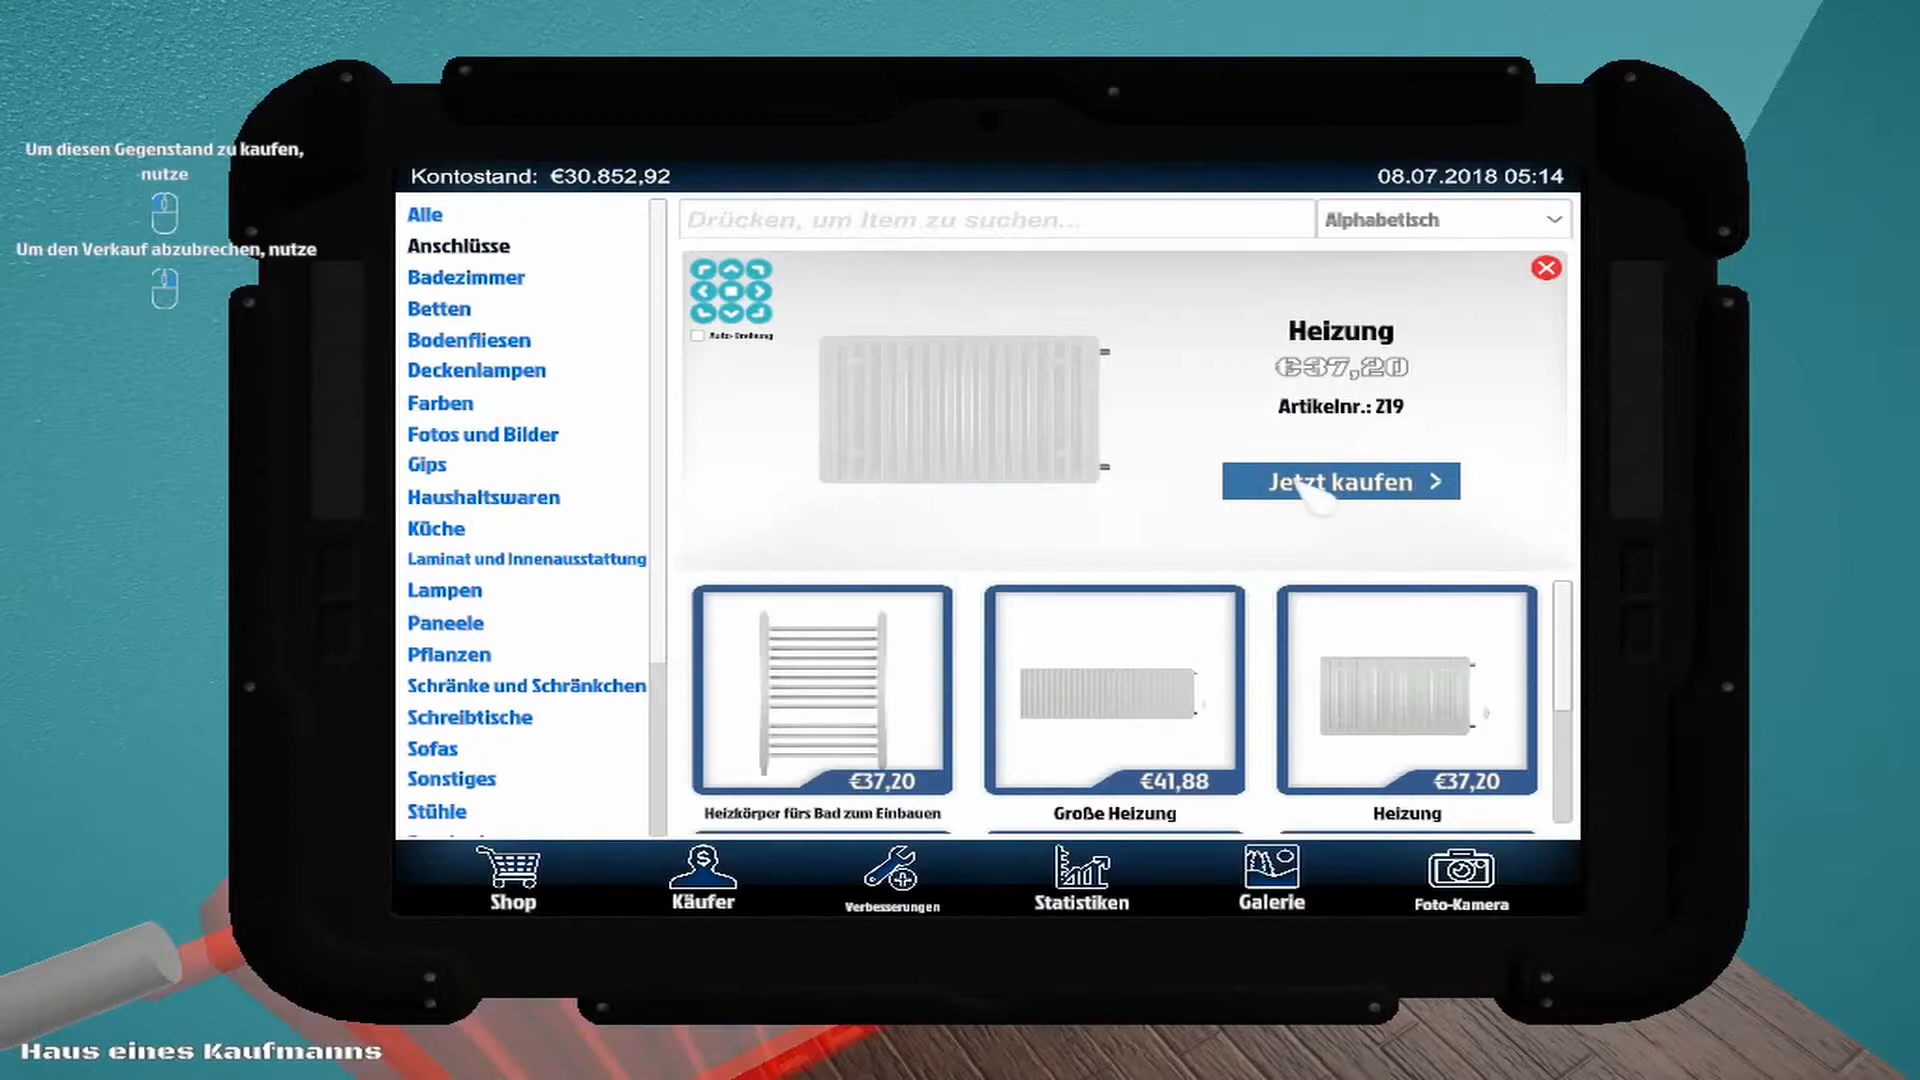 Um diesen Gegenstand zu kaufen,
nutze
Um den Verkauf abzubrechen, nutze
Kontostand: €30.852,92
08.07.2018 05:14
Alle
Anschlüsse
Badezimmer
Betten
Bodenfliesen
Deckenlampen
Farben
Fotos und Bilder
Gips
Haushaltswaren
Küche
Laminat und Innenausstattung
Lampen
Paneele
Pflanzen
Schränke und Schränkchen
Schreibtische
Sofas
Sonstiges
Stühle
Drücken, um Item zu suchen...
Alphabetisch
Auto-Drehung
Heizung
€37,20
Artikelnr.: 219
Jetzt kaufen
€37,20
Heizkörper fürs Bad zum Einbauen
€41,88
Große Heizung
€37,20
Heizung
Shop
Käufer
Verbesserungen
Statistiken
Galerie
Foto-Kamera
Haus eines Kaufmanns